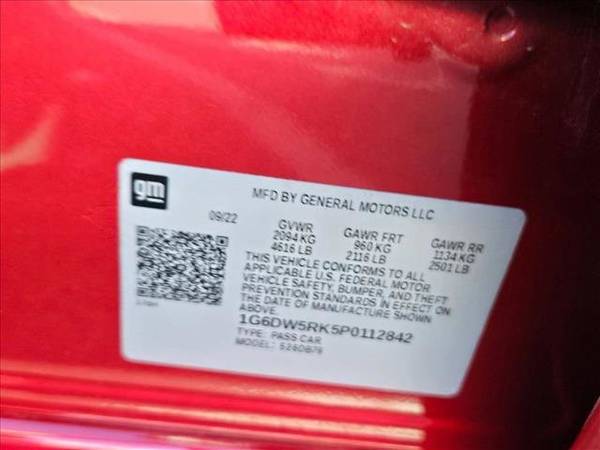 gm
MFD BY GENERAL MOTORS LLC
09/22 GVWR GAWR FRT GAWR RR
2094 KG 960 KG 1134 KG
4616 LB 2116 LB 2501 LB
THIS VEHICLE CONFORMS TO ALL
APPLICABLE U.S. FEDERAL MOTOR
VEHICLE SAFETY, BUMPER, AND THEFT
PREVENTION STANDARDS IN EFFECT ON
THE DATE OF MANUFACTURE SHOWN
ABOVE.
1G6DW5RK5P0112842
TYPE: PASS CAR
MODEL: